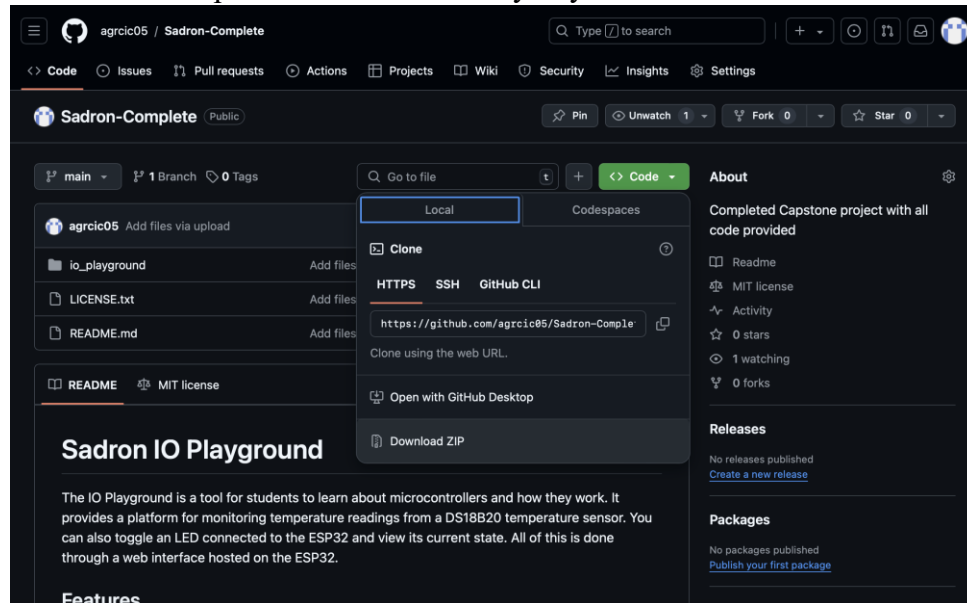 agrcic05 / Sadron-Complete
Type / to search
<> Code Issues Pull requests Actions Projects Wiki Security Insights Settings
Sadron-Complete Public
Pin Unwatch 1 Fork 0 Star 0
main 1 Branch 0 Tags
Go to file t
<> Code
Local Codespaces
Clone
HTTPS SSH GitHub CLI
https://github.com/agrcic05/Sadron-Comple
Clone using the web URL.
Open with GitHub Desktop
Download ZIP
agrcic05 Add files via upload
io_playground Add files
LICENSE.txt Add files
README.md Add files
README MIT license
Sadron IO Playground
The IO Playground is a tool for students to learn about microcontrollers and how they work. It
provides a platform for monitoring temperature readings from a DS18B20 temperature sensor. You
can also toggle an LED connected to the ESP32 and view its current state. All of this is done
through a web interface hosted on the ESP32.
Features
About
Completed Capstone project with all
code provided
Readme
MIT license
Activity
0 stars
1 watching
0 forks
Releases
No releases published
Create a new release
Packages
No packages published
Publish your first package